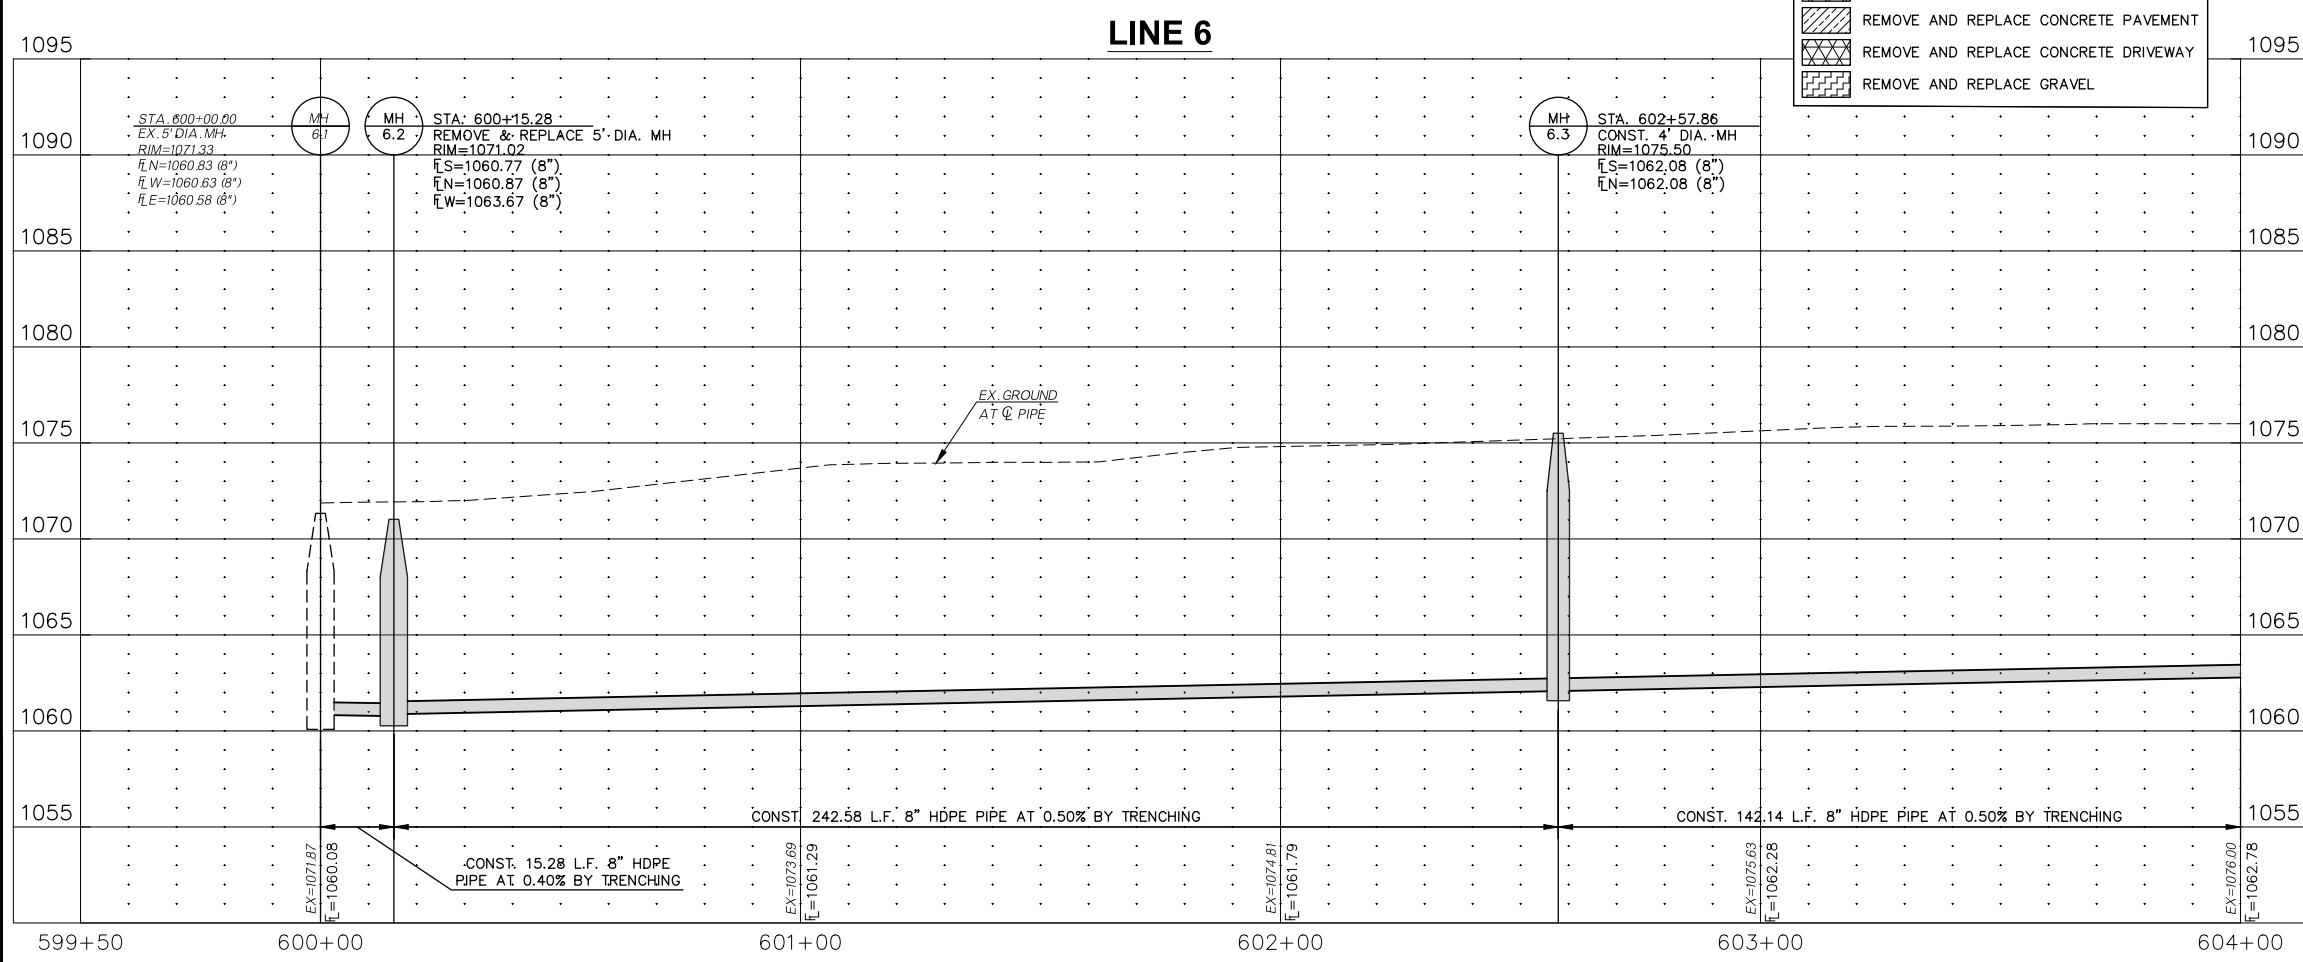 LINE 6
REMOVE AND REPLACE CONCRETE PAVEMENT
REMOVE AND REPLACE CONCRETE DRIVEWAY
REMOVE AND REPLACE GRAVEL
1095
1095
STA. 600+00.00
EX. 5' DIA. MH
RIM=1071.33
FLN=1060.83 (8")
FLW=1060.63 (8")
FLE=1060.58 (8")
MH
6.1
MH
6.2
STA. 600+15.28
REMOVE & REPLACE 5' DIA. MH
RIM=1071.02
FLS=1060.77 (8")
FLN=1060.87 (8")
FLW=1063.67 (8")
MH
6.3
STA. 602+57.86
CONST. 4' DIA. MH
RIM=1075.50
FLS=1062.08 (8")
FLN=1062.08 (8")
1090
1090
1085
1085
1080
1080
EX. GROUND
AT ℄ PIPE
1075
1075
1070
1070
1065
1065
1060
1060
1055
1055
CONST. 242.58 L.F. 8" HDPE PIPE AT 0.50% BY TRENCHING
CONST. 142.14 L.F. 8" HDPE PIPE AT 0.50% BY TRENCHING
CONST. 15.28 L.F. 8" HDPE
PIPE AT 0.40% BY TRENCHING
EX=1071.87
FL=1060.08
EX=1073.69
FL=1061.29
EX=1074.81
FL=1061.79
EX=1075.63
FL=1062.28
EX=1076.00
FL=1062.78
599+50
600+00
601+00
602+00
603+00
604+00